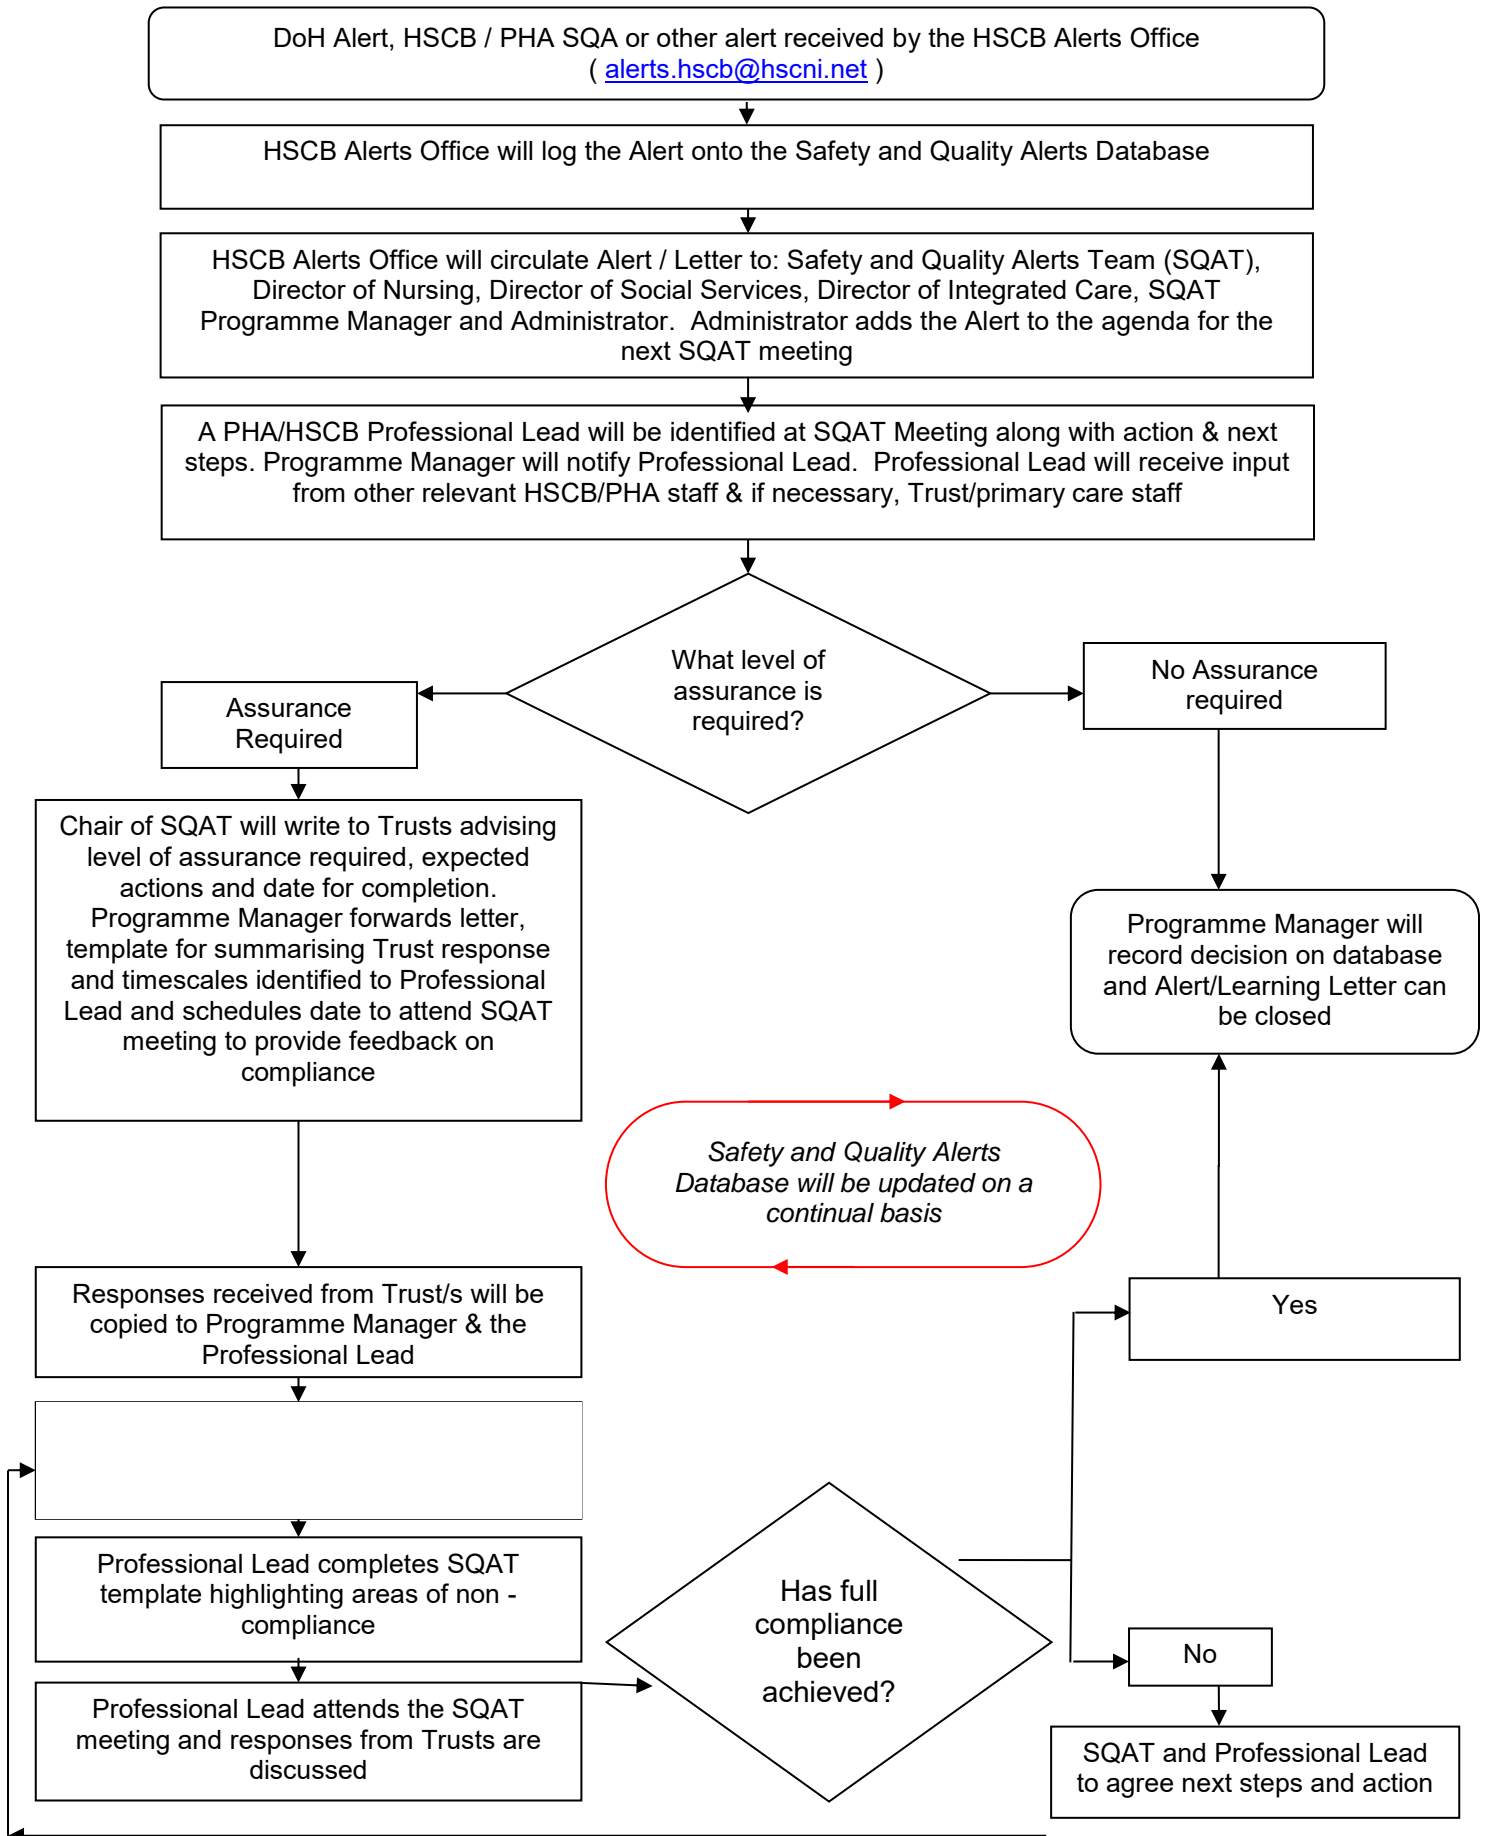 DoH Alert, HSCB / PHA SQA or other alert received by the HSCB Alerts Office
( alerts.hscb@hscni.net )
HSCB Alerts Office will log the Alert onto the Safety and Quality Alerts Database
HSCB Alerts Office will circulate Alert / Letter to: Safety and Quality Alerts Team (SQAT),
Director of Nursing, Director of Social Services, Director of Integrated Care, SQAT
Programme Manager and Administrator.  Administrator adds the Alert to the agenda for the
next SQAT meeting
A PHA/HSCB Professional Lead will be identified at SQAT Meeting along with action & next
steps. Programme Manager will notify Professional Lead.  Professional Lead will receive input
from other relevant HSCB/PHA staff & if necessary, Trust/primary care staff
What level of
assurance is
required?
No Assurance
required
Assurance
Required
Chair of SQAT will write to Trusts advising
level of assurance required, expected
actions and date for completion.
Programme Manager forwards letter,
template for summarising Trust response
and timescales identified to Professional
Lead and schedules date to attend SQAT
meeting to provide feedback on
compliance
Programme Manager will
record decision on database
and Alert/Learning Letter can
be closed
Safety and Quality Alerts
Database will be updated on a
continual basis
Responses received from Trust/s will be
copied to Programme Manager & the
Professional Lead
Yes
Professional Lead completes SQAT
template highlighting areas of non -
compliance
Has full
compliance
been
achieved?
No
Professional Lead attends the SQAT
meeting and responses from Trusts are
discussed
SQAT and Professional Lead
to agree next steps and action